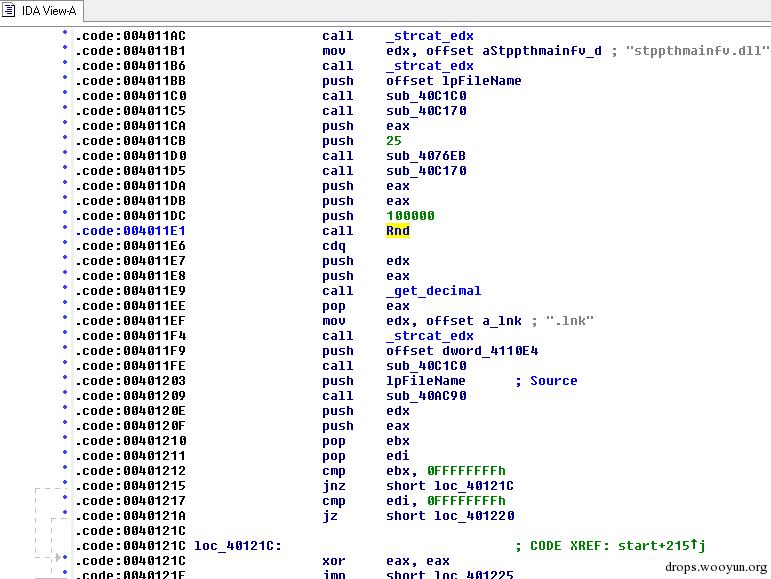 IDA View-A
.code:004011AC call _strcat_edx
.code:004011B1 mov edx, offset aStppthmainfv_d ; "stppthmainfv.dll"
.code:004011B6 call _strcat_edx
.code:004011BB push offset lpFileName
.code:004011C0 call sub_40C1C0
.code:004011C5 call sub_40C170
.code:004011CA push eax
.code:004011CB push 25
.code:004011D0 call sub_4076EB
.code:004011D5 call sub_40C170
.code:004011DA push eax
.code:004011DB push eax
.code:004011DC push 100000
.code:004011E1 call Rnd
.code:004011E6 cdq
.code:004011E7 push edx
.code:004011E8 push eax
.code:004011E9 call _get_decimal
.code:004011EE pop eax
.code:004011EF mov edx, offset a_lnk ; ".lnk"
.code:004011F4 call _strcat_edx
.code:004011F9 push offset dword_4110E4
.code:004011FE call sub_40C1C0
.code:00401203 push lpFileName ; Source
.code:00401209 call sub_40AC90
.code:0040120E push edx
.code:0040120F push eax
.code:00401210 pop ebx
.code:00401211 pop edi
.code:00401212 cmp ebx, 0FFFFFFFFh
.code:00401215 jnz short loc_40121C
.code:00401217 cmp edi, 0FFFFFFFFh
.code:0040121A jz short loc_401220
.code:0040121C
.code:0040121C loc_40121C: ; CODE XREF: start+215↑j
.code:0040121C xor eax, eax
.code:0040121E jmp short loc_401225
drops.wooyun.org